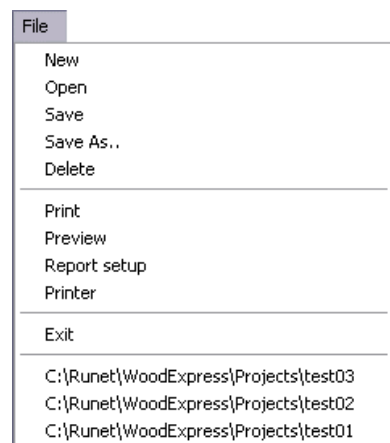 File
New
Open
Save
Save As..
Delete
Print
Preview
Report setup
Printer
Exit
C:\Runet\WoodExpress\Projects\test03
C:\Runet\WoodExpress\Projects\test02
C:\Runet\WoodExpress\Projects\test01